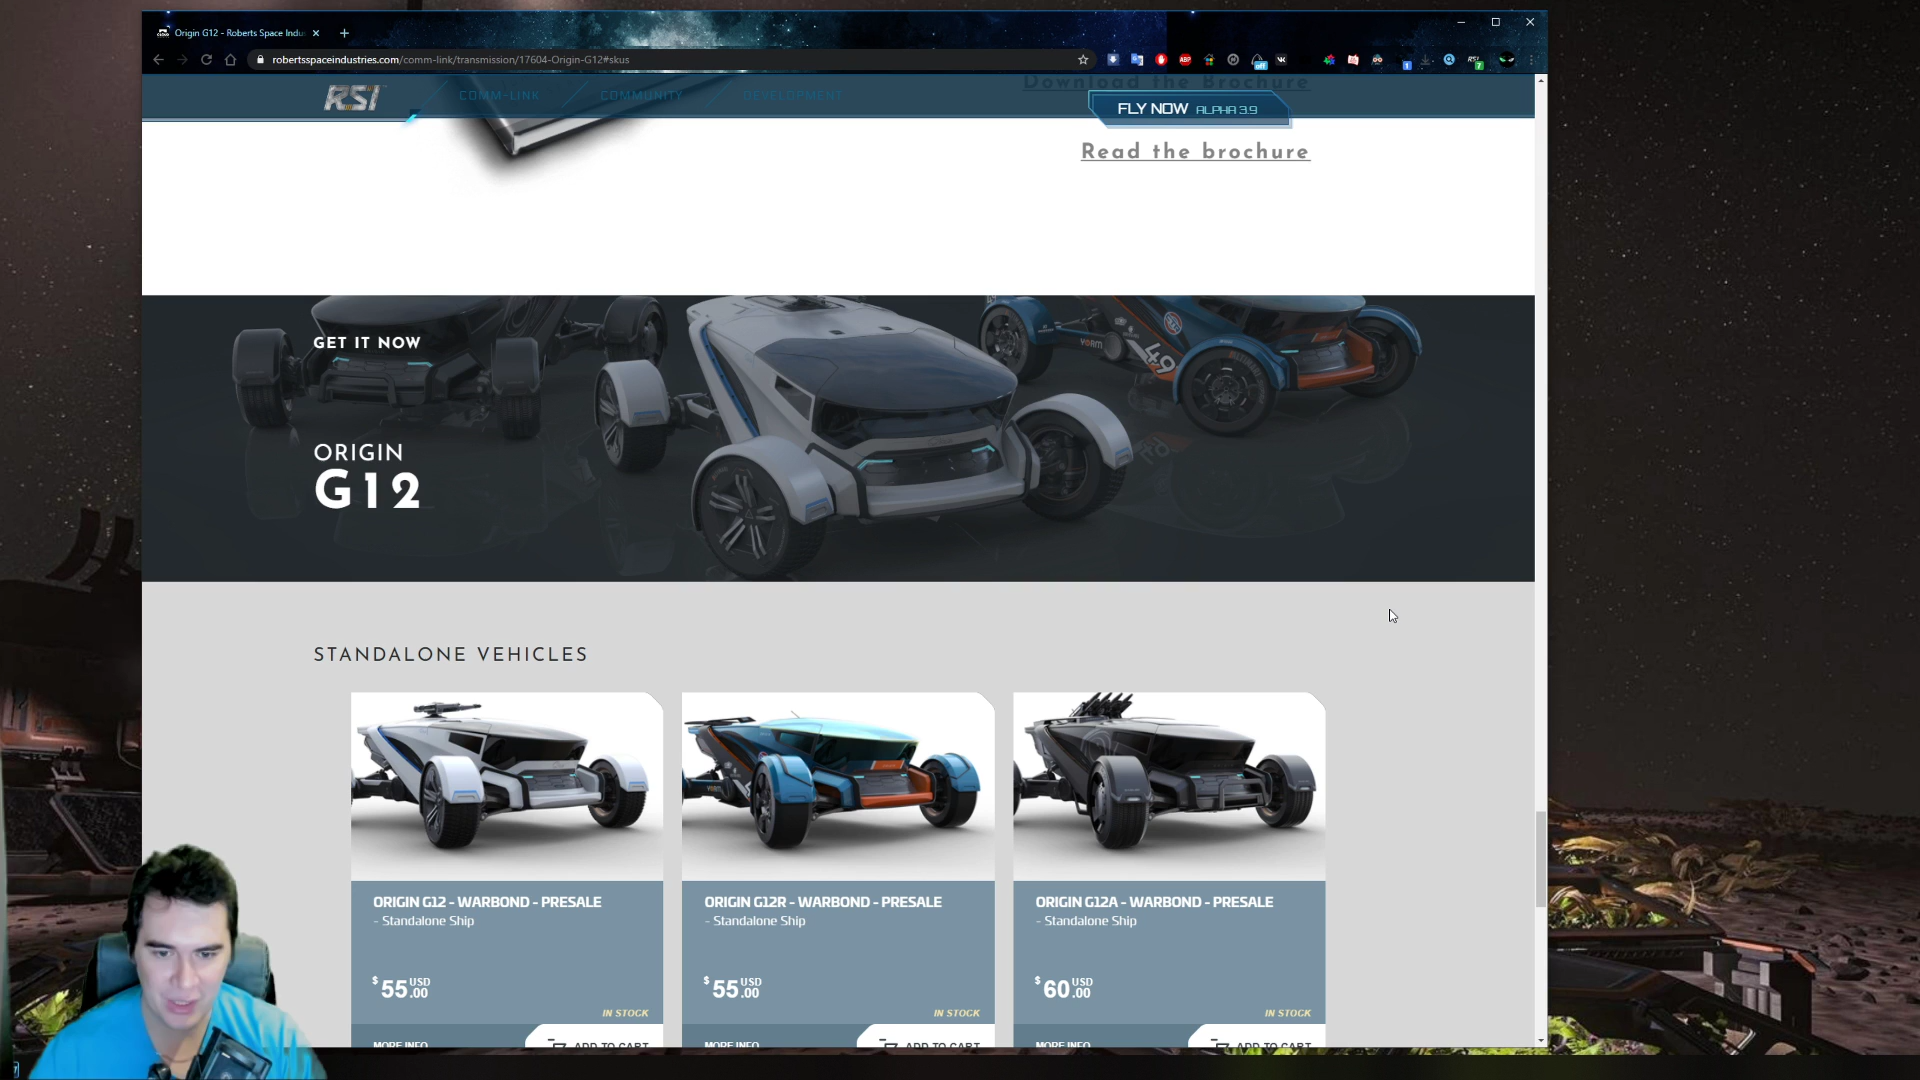 Origin G12 - Roberts Space Indu
robertsspaceindustries.com/comm-link/transmission/17604-Origin-G12#skus
Download the Brochure
RSI
COMM-LINK
COMMUNITY
DEVELOPMENT
FLY NOW ALPHA 3.9
Read the brochure
GET IT NOW
ORIGIN
G12
49
STANDALONE VEHICLES
ORIGIN G12 - WARBOND - PRESALE
- Standalone Ship
$55.00 USD
IN STOCK
MORE INFO
ADD TO CART
ORIGIN G12R - WARBOND - PRESALE
- Standalone Ship
$55.00 USD
IN STOCK
MORE INFO
ADD TO CART
ORIGIN G12A - WARBOND - PRESALE
- Standalone Ship
$60.00 USD
IN STOCK
MORE INFO
ADD TO CART